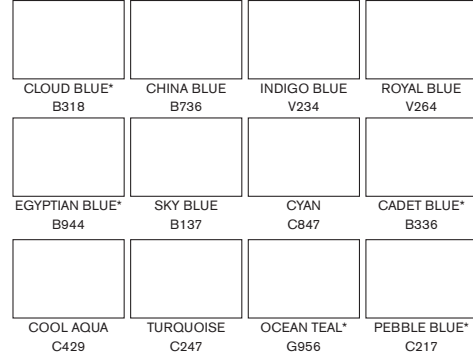 CLOUD BLUE* CHINA BLUE INDIGO BLUE ROYAL BLUE
B318 B736 V234 V264
EGYPTIAN BLUE* SKY BLUE CYAN CADET BLUE*
B944 B137 C847 B336
COOL AQUA TURQUOISE OCEAN TEAL* PEBBLE BLUE*
C429 C247 G956 C217